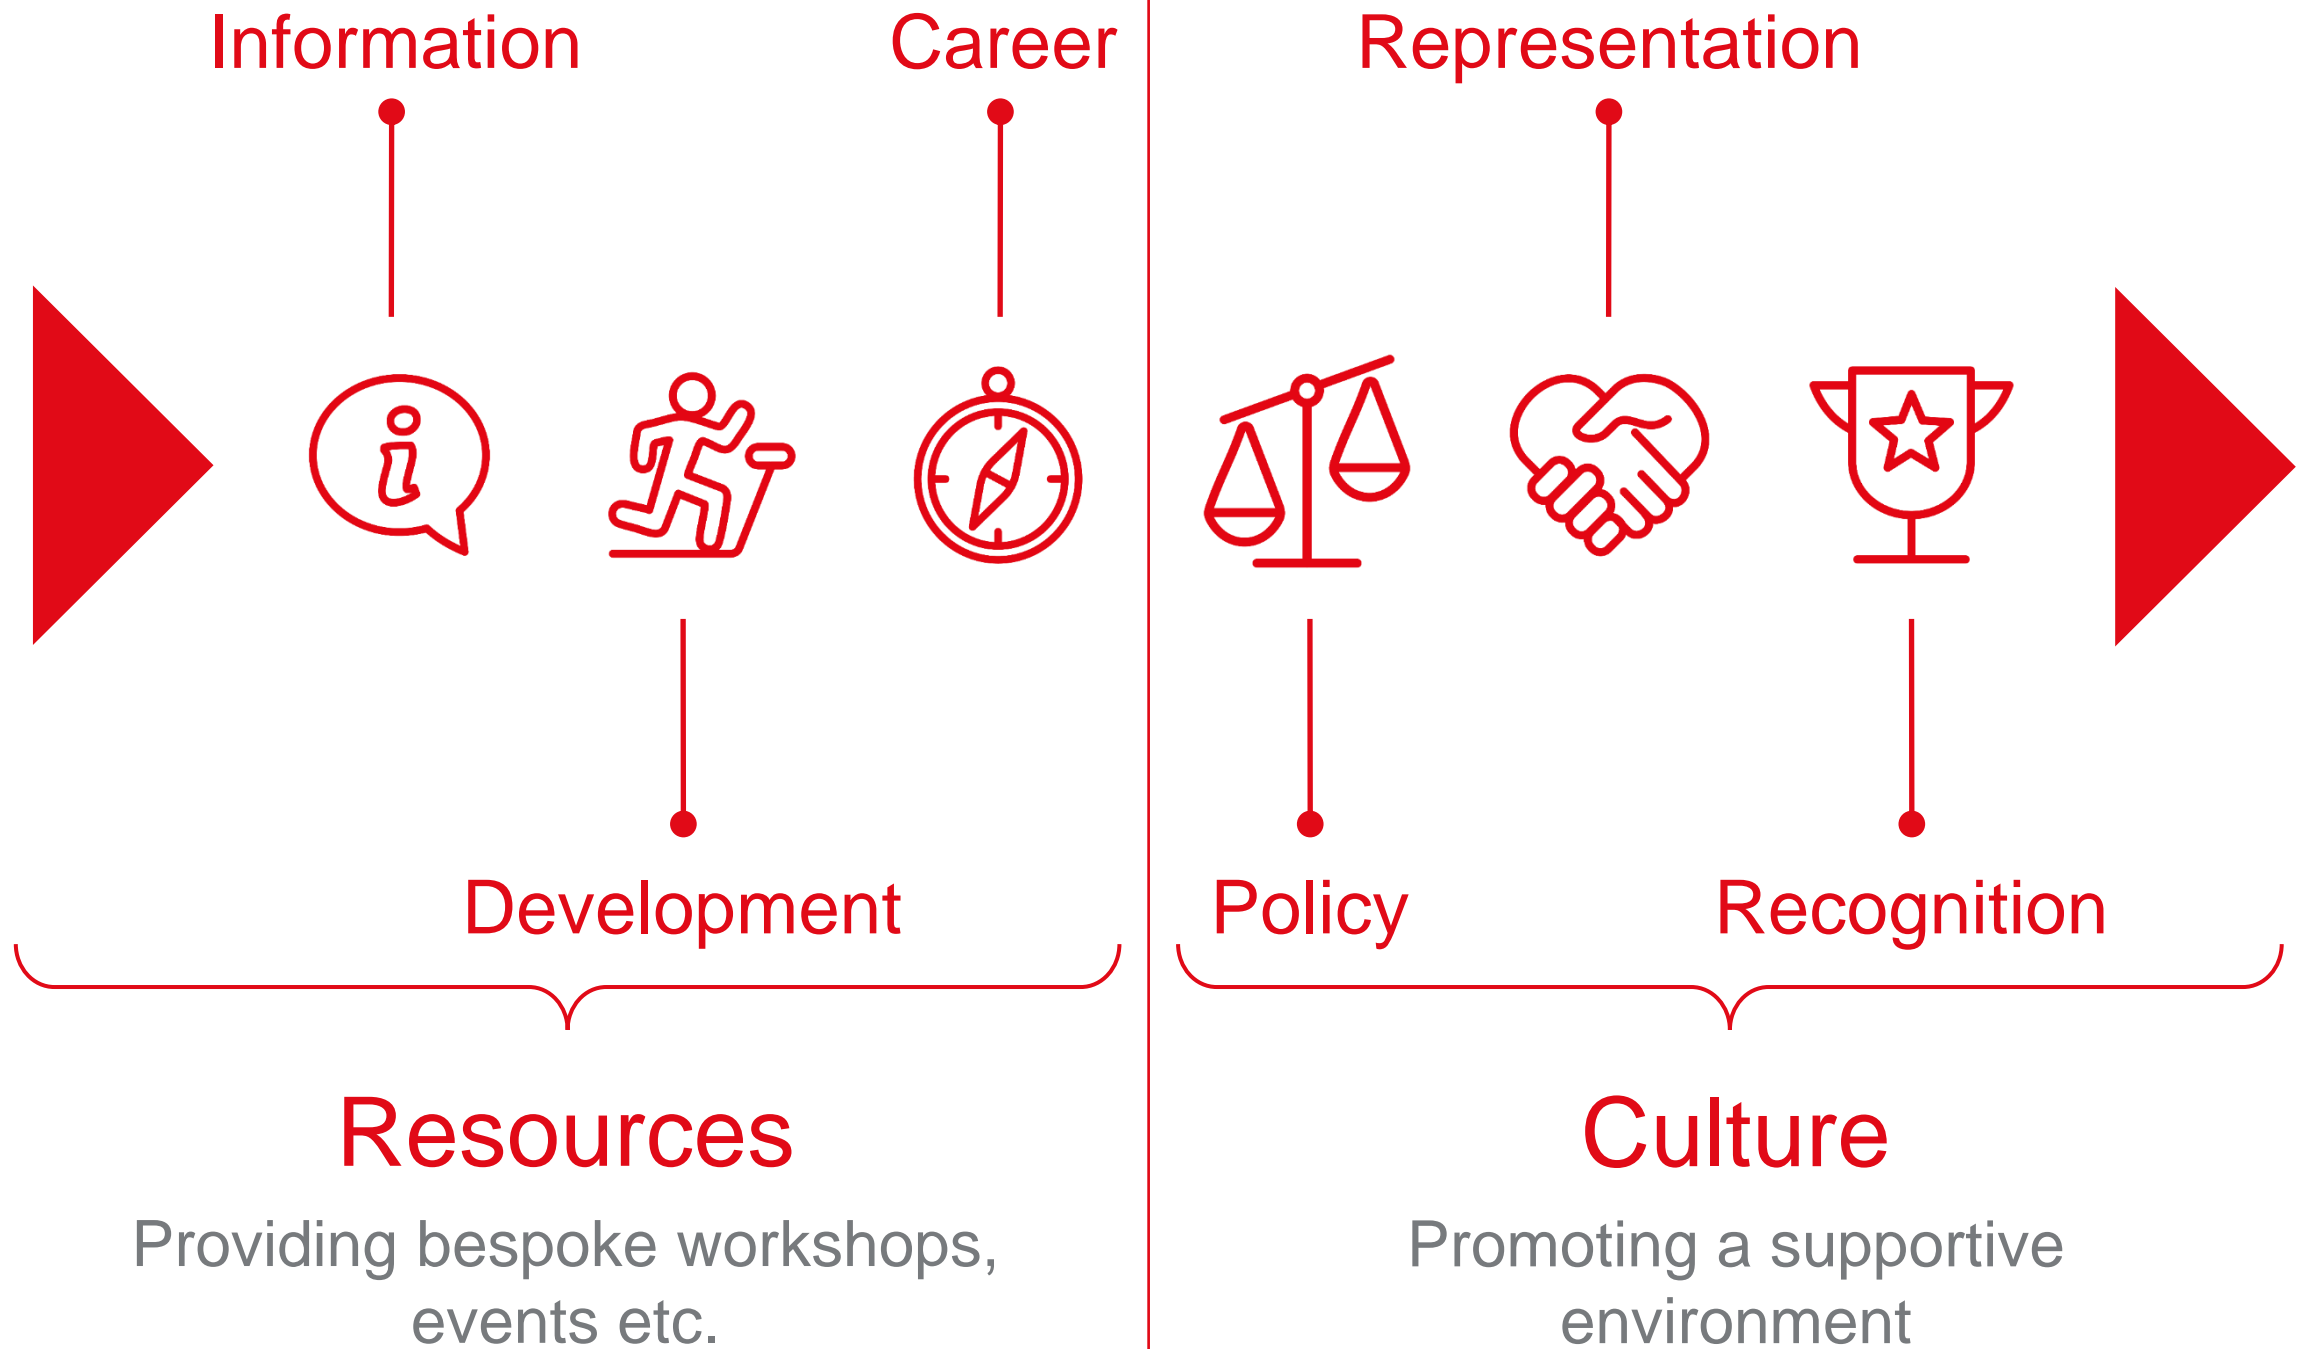 Information
Career
Development
Resources
Providing bespoke workshops,
events etc.
Representation
Policy
Recognition
Culture
Promoting a supportive
environment